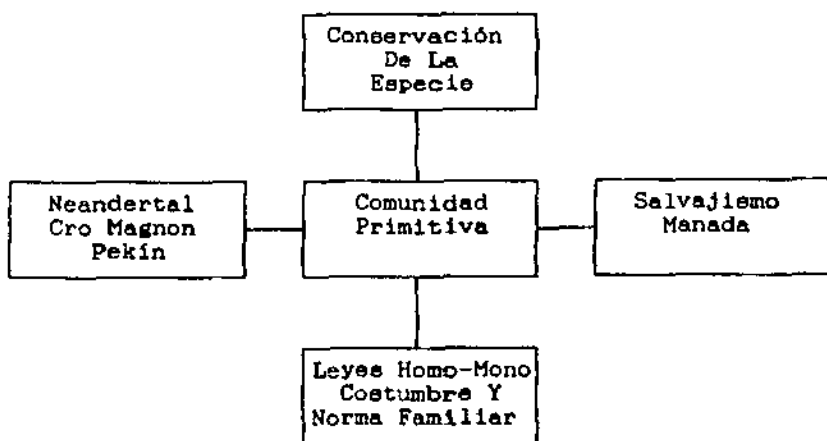 Conservación
De La
Especie
Neandertal
Cro Magnon
Pekín
Comunidad
Primitiva
Salvajismo
Manada
Leyes Homo-Mono
Costumbre Y
Norma Familiar